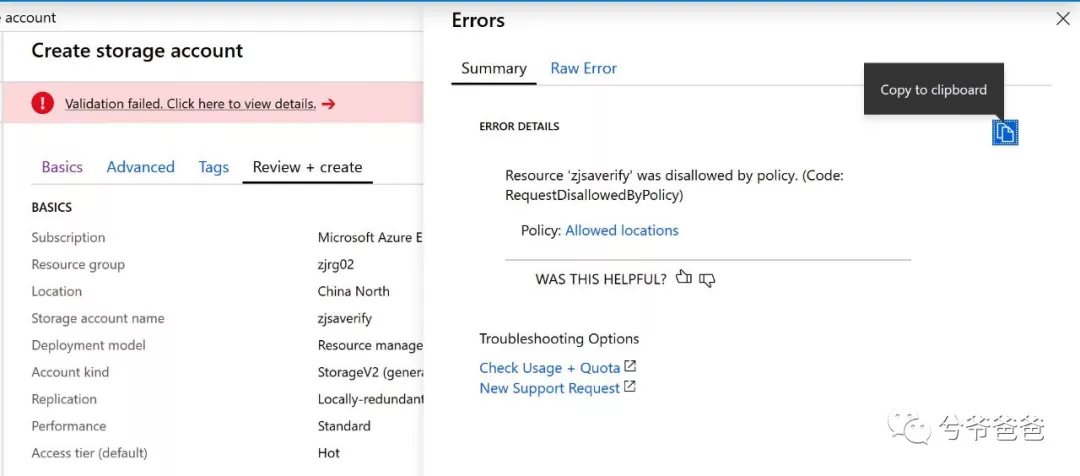 account
Create storage account
Validation failed. Click here to view details. →
Basics Advanced Tags Review + create
BASICS
Subscription Microsoft Azure E
Resource group zjrg02
Location China North
Storage account name zjsaverify
Deployment model Resource manage
Account kind StorageV2 (genera
Replication Locally-redundant
Performance Standard
Access tier (default) Hot
Errors
Summary Raw Error
Copy to clipboard
ERROR DETAILS
Resource 'zjsaverify' was disallowed by policy. (Code:
RequestDisallowedByPolicy)
Policy: Allowed locations
WAS THIS HELPFUL?
Troubleshooting Options
Check Usage + Quota
New Support Request
兮爷爸爸